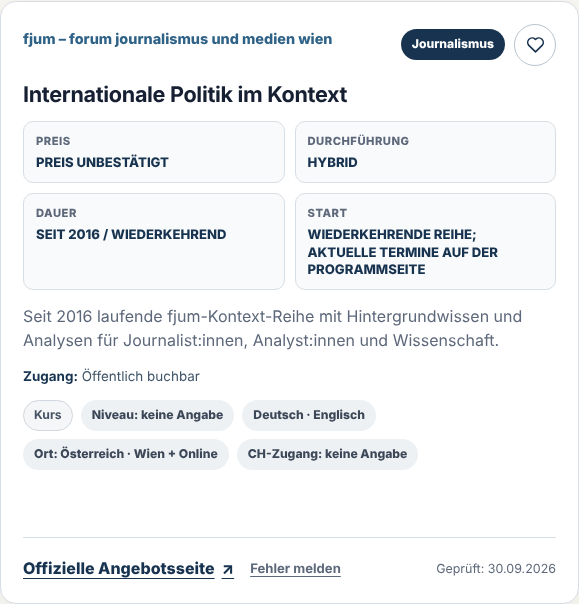 fjum – forum journalismus und medien wien
Journalismus
Internationale Politik im Kontext
PREIS
PREIS UNBESTÄTIGT
DURCHFÜHRUNG
HYBRID
DAUER
SEIT 2016 / WIEDERKEHREND
START
WIEDERKEHRENDE REIHE;
AKTUELLE TERMINE AUF DER
PROGRAMMSEITE
Seit 2016 laufende fjum-Kontext-Reihe mit Hintergrundwissen und
Analysen für Journalist:innen, Analyst:innen und Wissenschaft.
Zugang: Öffentlich buchbar
Kurs
Niveau: keine Angabe
Deutsch · Englisch
Ort: Österreich · Wien + Online
CH-Zugang: keine Angabe
Offizielle Angebotsseite ↗
Fehler melden
Geprüft: 30.09.2026